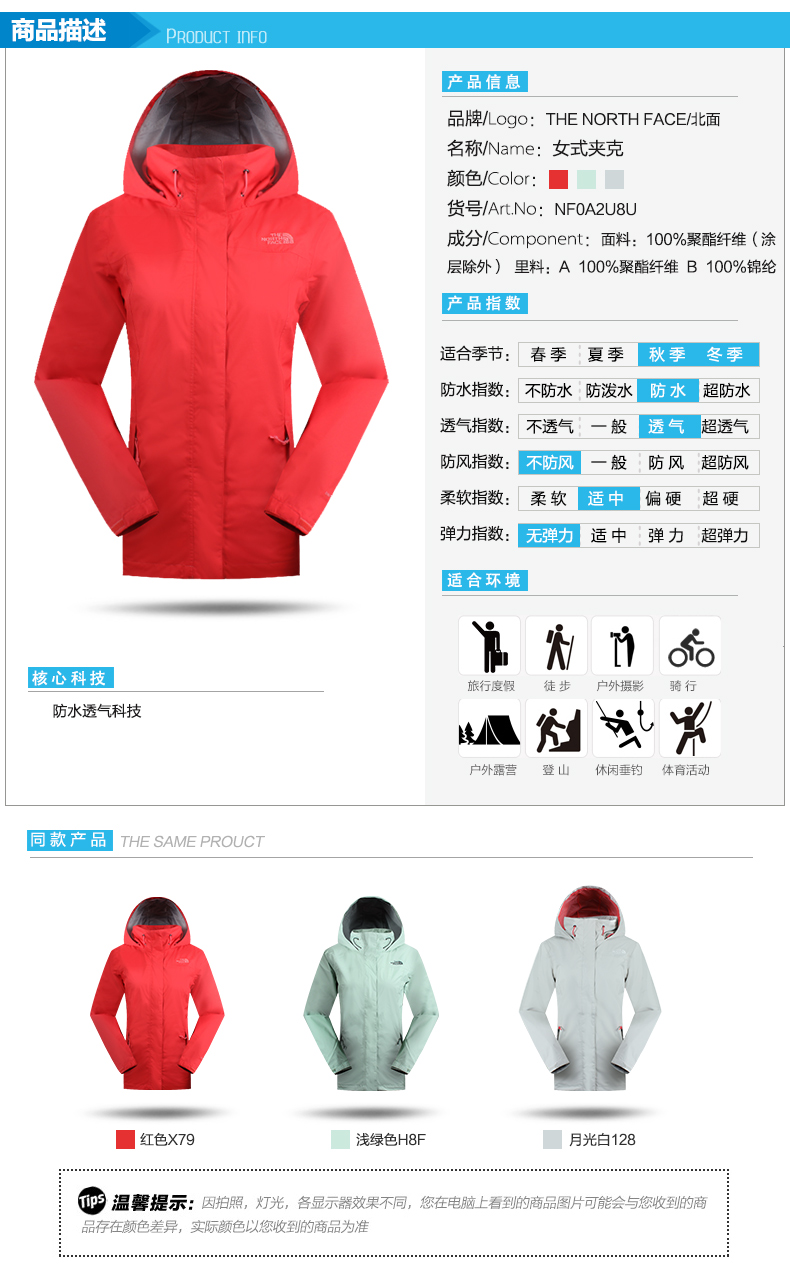 商品描述 PRODUCT INFO
产品信息
品牌/Logo：THE NORTH FACE/北面
名称/Name：女式夹克
颜色/Color：
货号/Art.No：NF0A2U8U
成分/Component：面料：100%聚酯纤维（涂
层除外） 里料：A 100%聚酯纤维 B 100%锦纶
THE
NORTH
FACE
产品指数
适合季节： 春季 夏季 秋季 冬季
防水指数： 不防水 防泼水 防水 超防水
透气指数： 不透气 一般 透气 超透气
防风指数： 不防风 一般 防风 超防风
柔软指数： 柔软 适中 偏硬 超硬
弹力指数： 无弹力 适中 弹力 超弹力
适合环境
旅行度假 徒步 户外摄影 骑行
户外露营 登山 休闲垂钓 体育活动
核心科技
防水透气科技
同款产品 THE SAME PROUCT
红色X79 浅绿色H8F 月光白128
Tips 温馨提示：因拍照，灯光，各显示器效果不同，您在电脑上看到的商品图片可能会与您收到的商
品存在颜色差异，实际颜色以您收到的商品为准